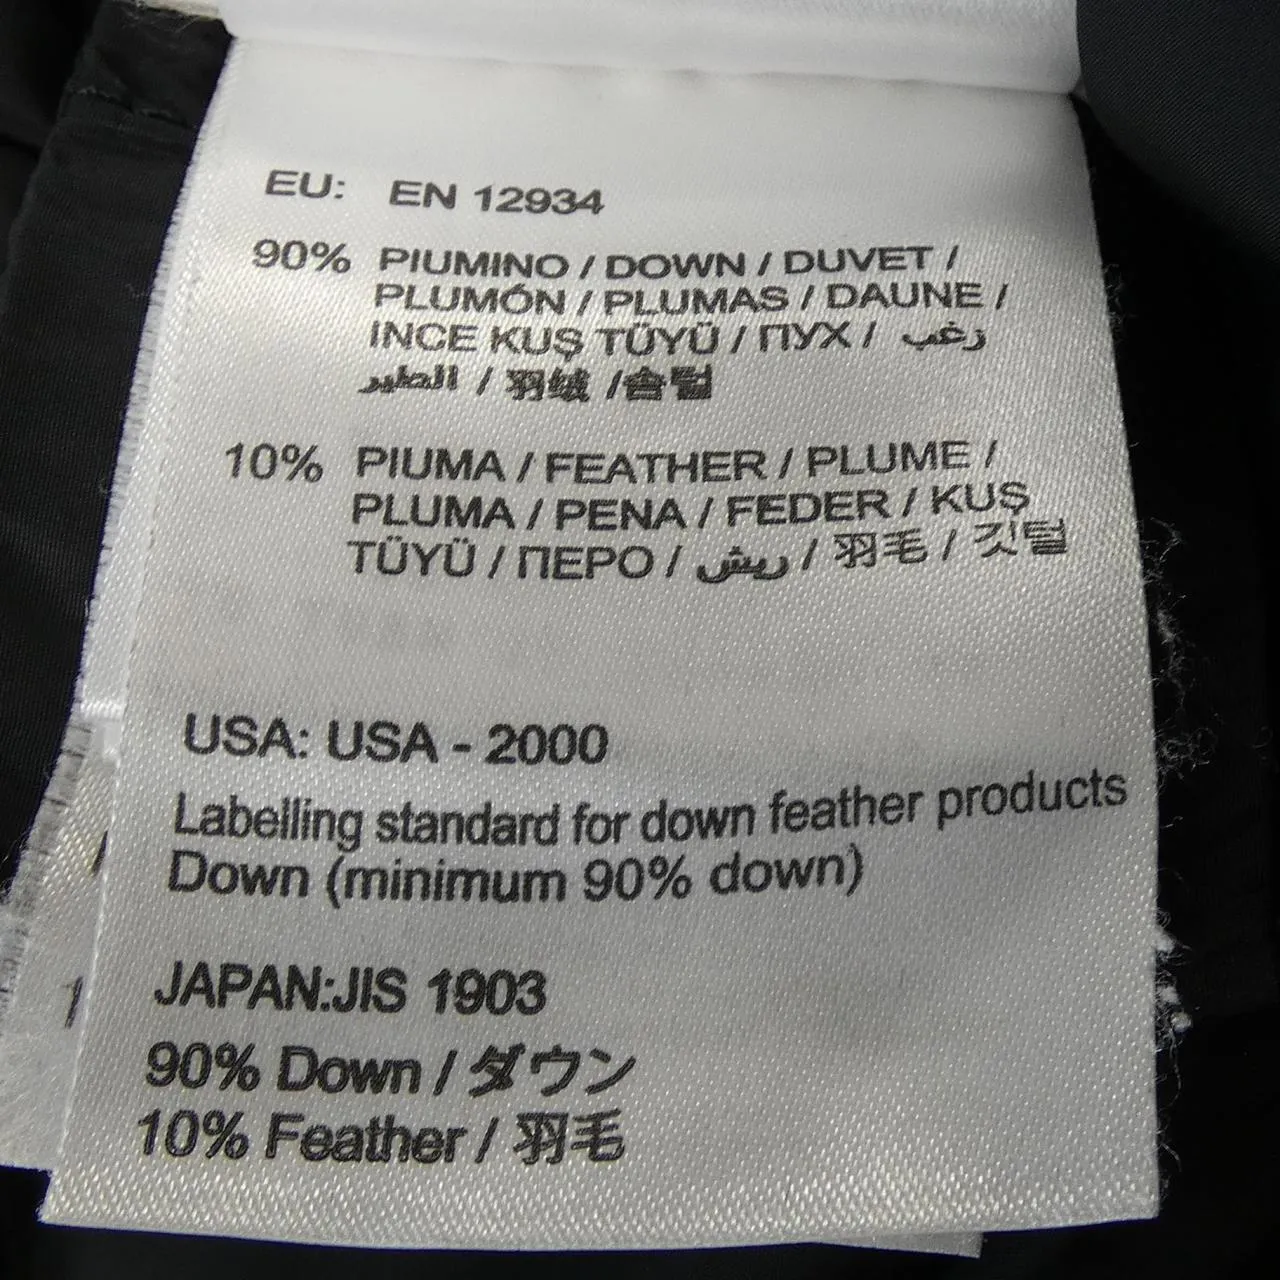 EU: EN 12934
90% PIUMINO / DOWN / DUVET /
PLUMÓN / PLUMAS / DAUNE /
INCE KUŞ TÜYÜ / ПУХ / زغب
الطير / 羽绒 /솜털
10% PIUMA / FEATHER / PLUME /
PLUMA / PENA / FEDER / KUŞ
TÜYÜ / ПЕРО / ريش / 羽毛 / 깃털
USA: USA - 2000
Labelling standard for down feather products
Down (minimum 90% down)
JAPAN:JIS 1903
90% Down / ダウン
10% Feather / 羽毛